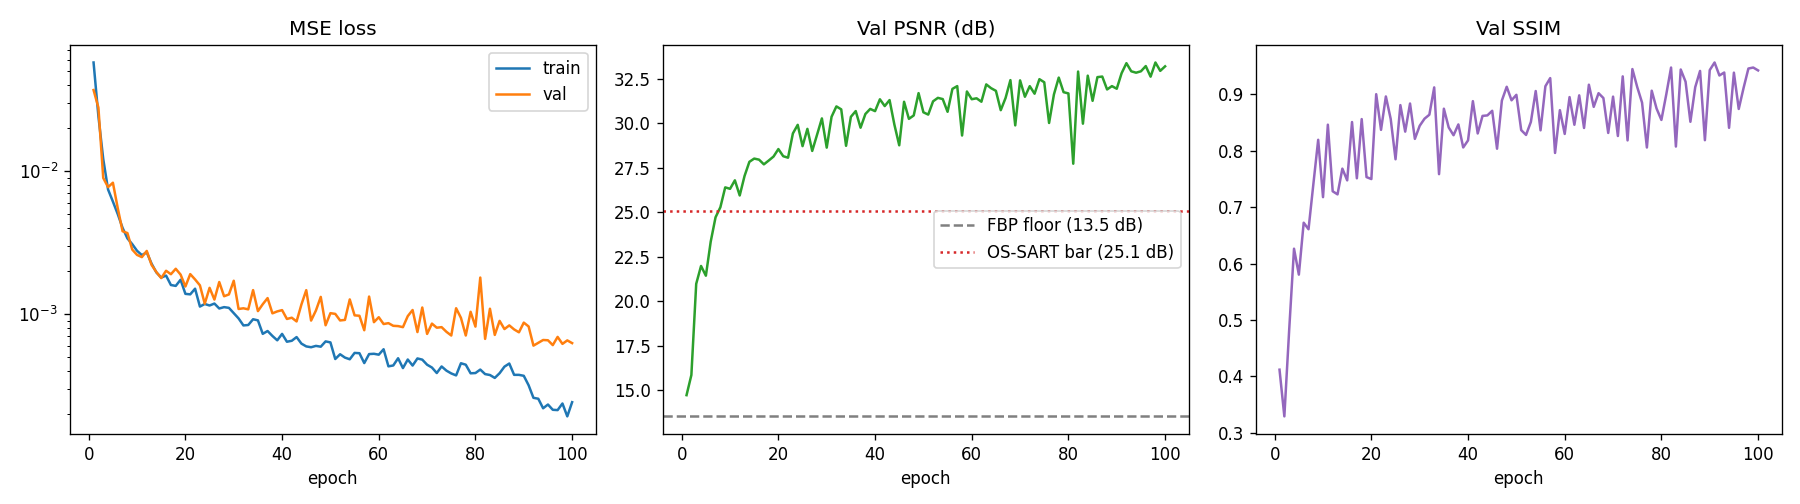 MSE loss
train
val
10⁻²
10⁻³
0 20 40 60 80 100
epoch
Val PSNR (dB)
32.5
30.0
27.5
25.0
22.5
20.0
17.5
15.0
FBP floor (13.5 dB)
OS-SART bar (25.1 dB)
0 20 40 60 80 100
epoch
Val SSIM
0.9
0.8
0.7
0.6
0.5
0.4
0.3
0 20 40 60 80 100
epoch